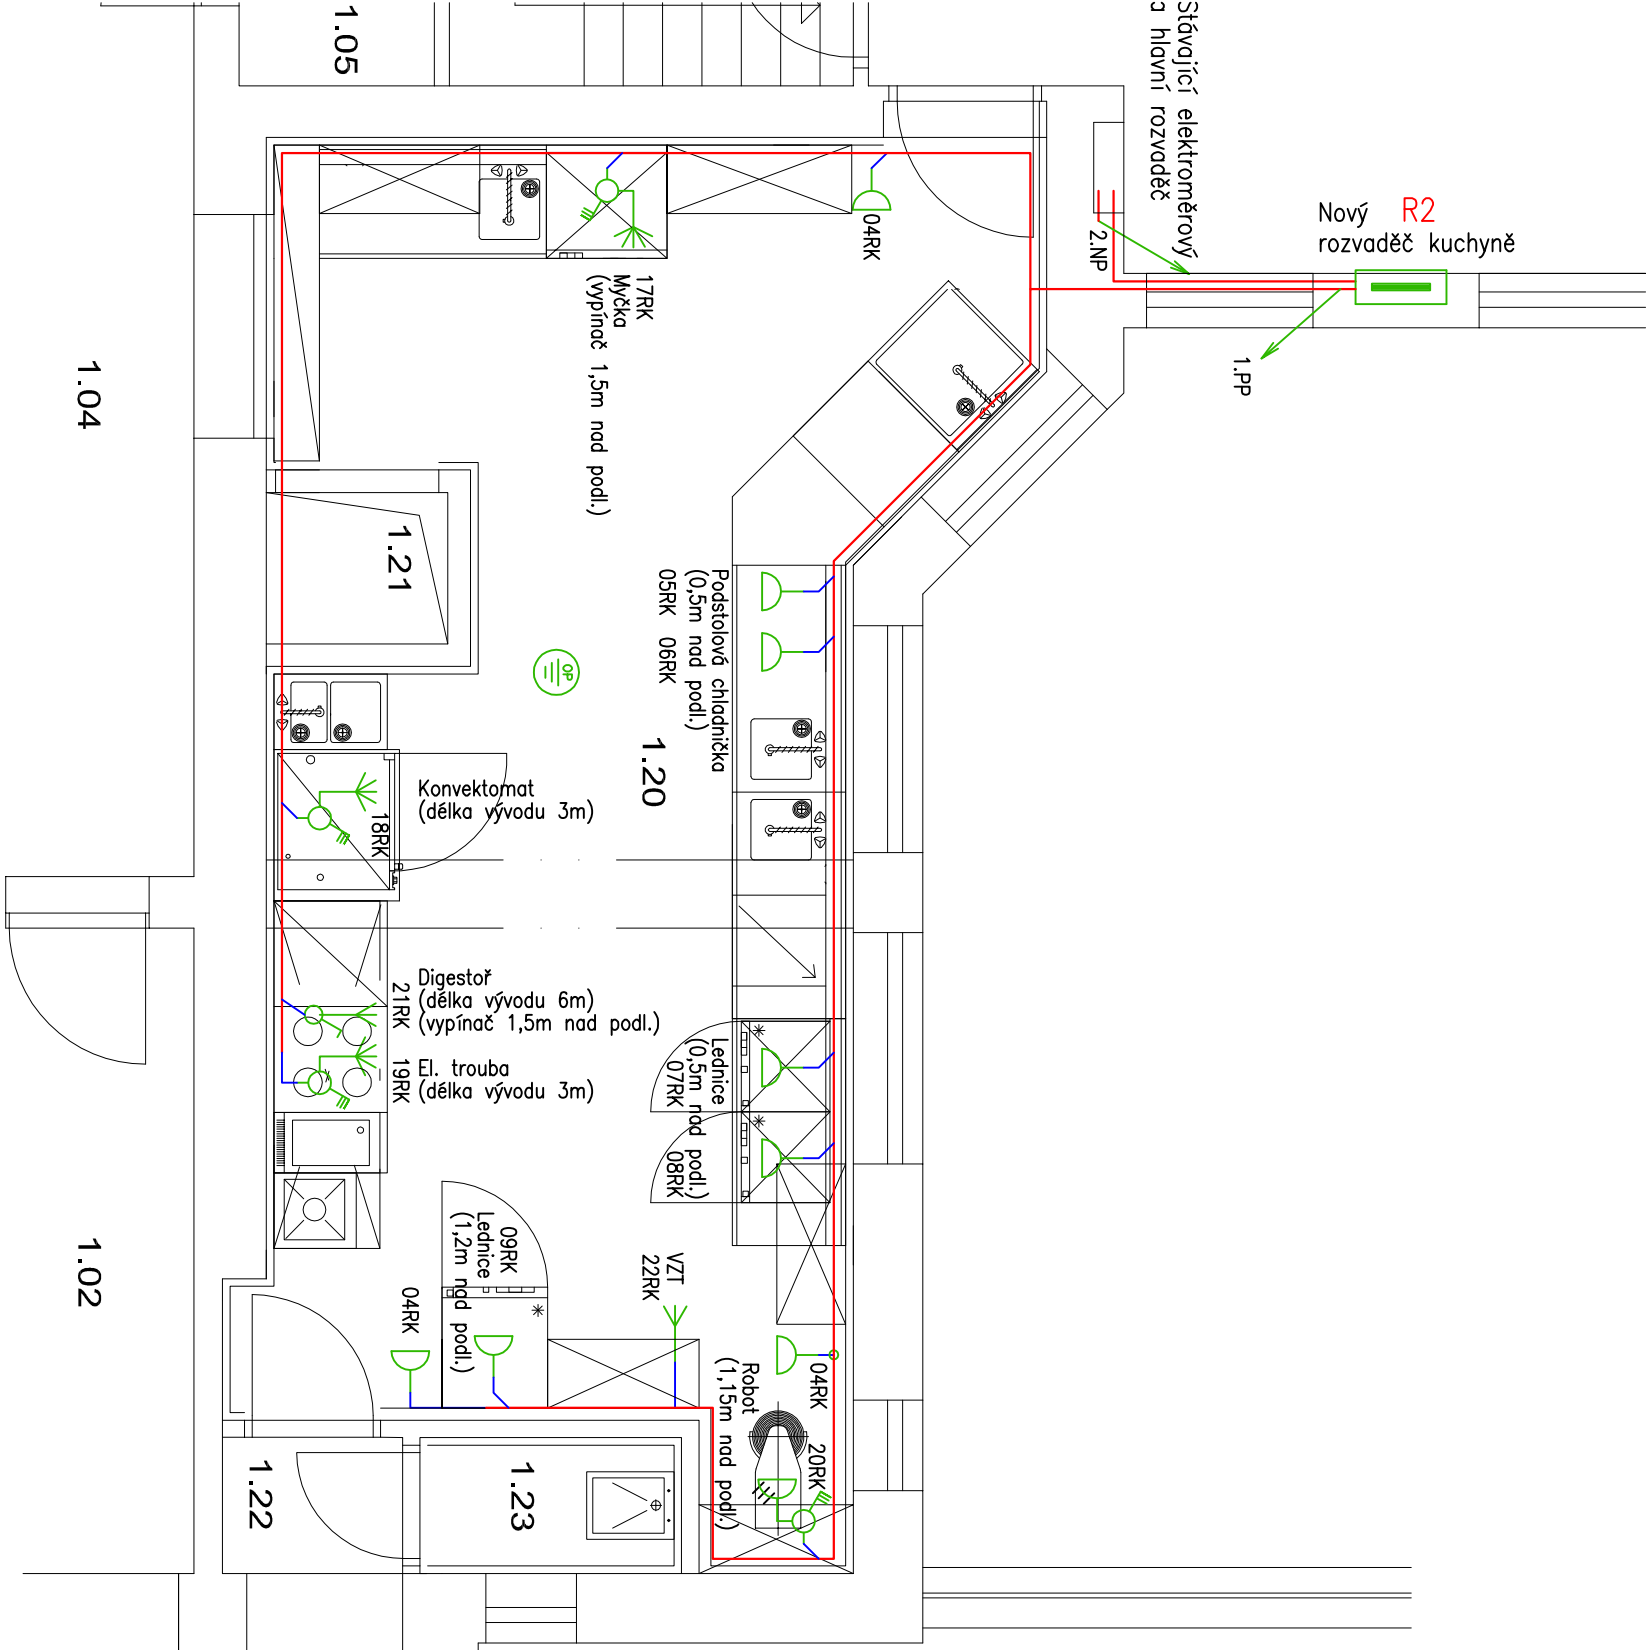 1.05
Stávající elektroměrový
a hlavní rozvaděč
Nový R2
rozvaděč kuchyně
2.NP
1.PP
04RK
17RK
Myčka
(vypínač 1,5m nad podl.)
1.04
1.21
Podstolová chladnička
(0,5m nad podl.)
05RK 06RK
OP
1.20
Konvektomat
(délka vývodu 3m)
18RK
Digestoř
(délka vývodu 6m)
(vypínač 1,5m nad podl.)
21RK
El. trouba
(délka vývodu 3m)
19RK
Lednice
(0,5m nad podl.)
07RK 08RK
1.02
09RK
Lednice
(1,2m nad podl.)
04RK
VZT
22RK
04RK
Robot
(1,15m nad podl.)
20RK
1.22
1.23